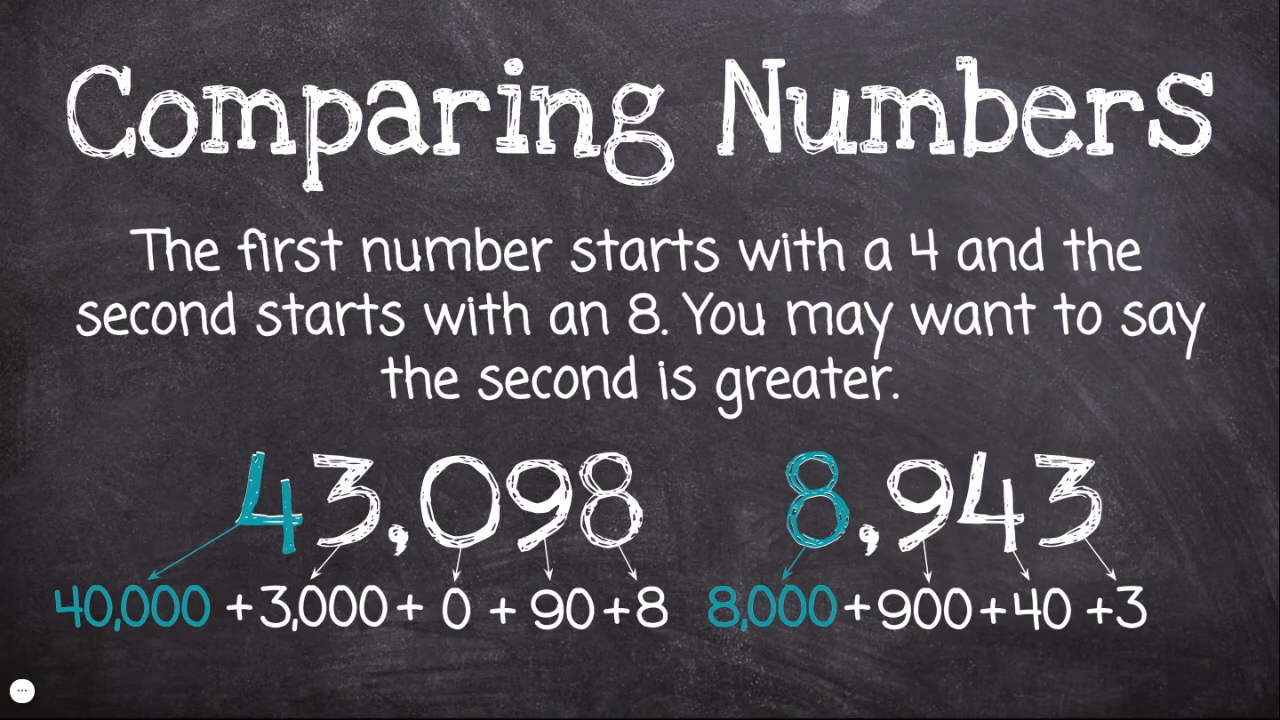 Comparing Numbers
The first number starts with a 4 and the
second starts with an 8. You may want to say
the second is greater.
43,098 8,943
40,000 +3,000+ 0 + 90+8 8,000+900+40 +3